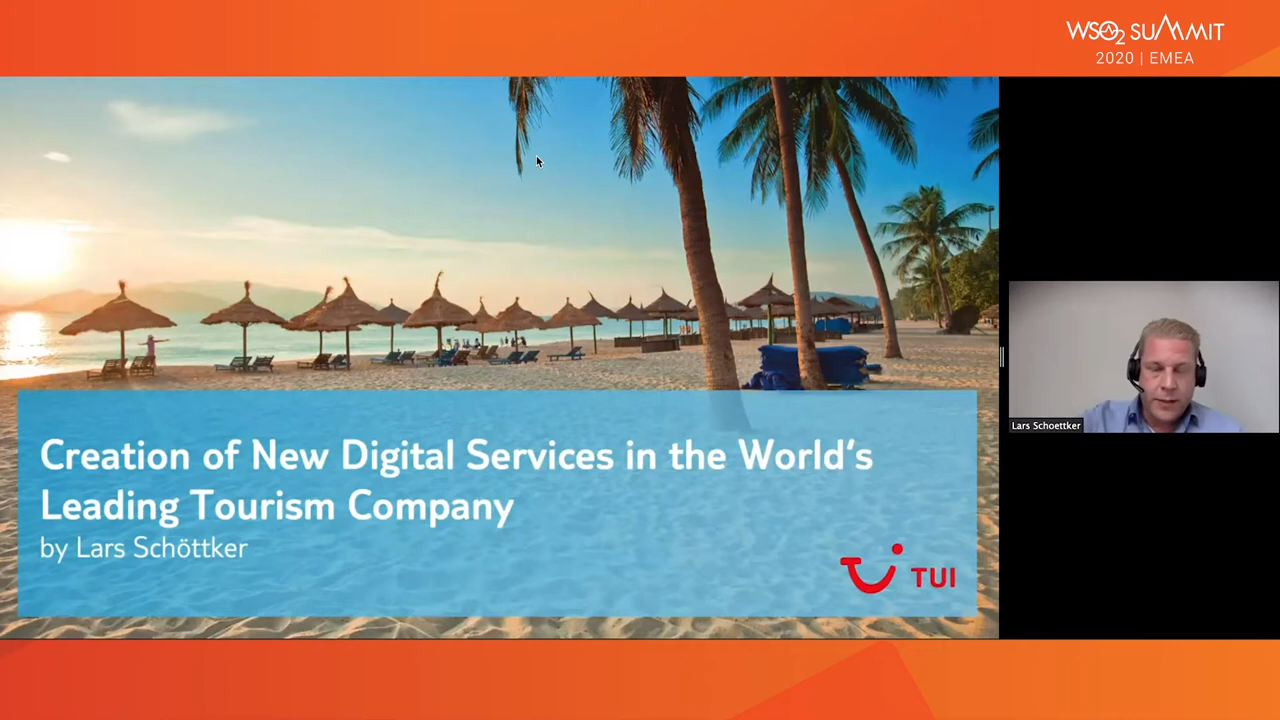 WSO2 SUMMIT
2020 | EMEA
Creation of New Digital Services in the World's
Leading Tourism Company
by Lars Schöttker
TUI
Lars Schoettker